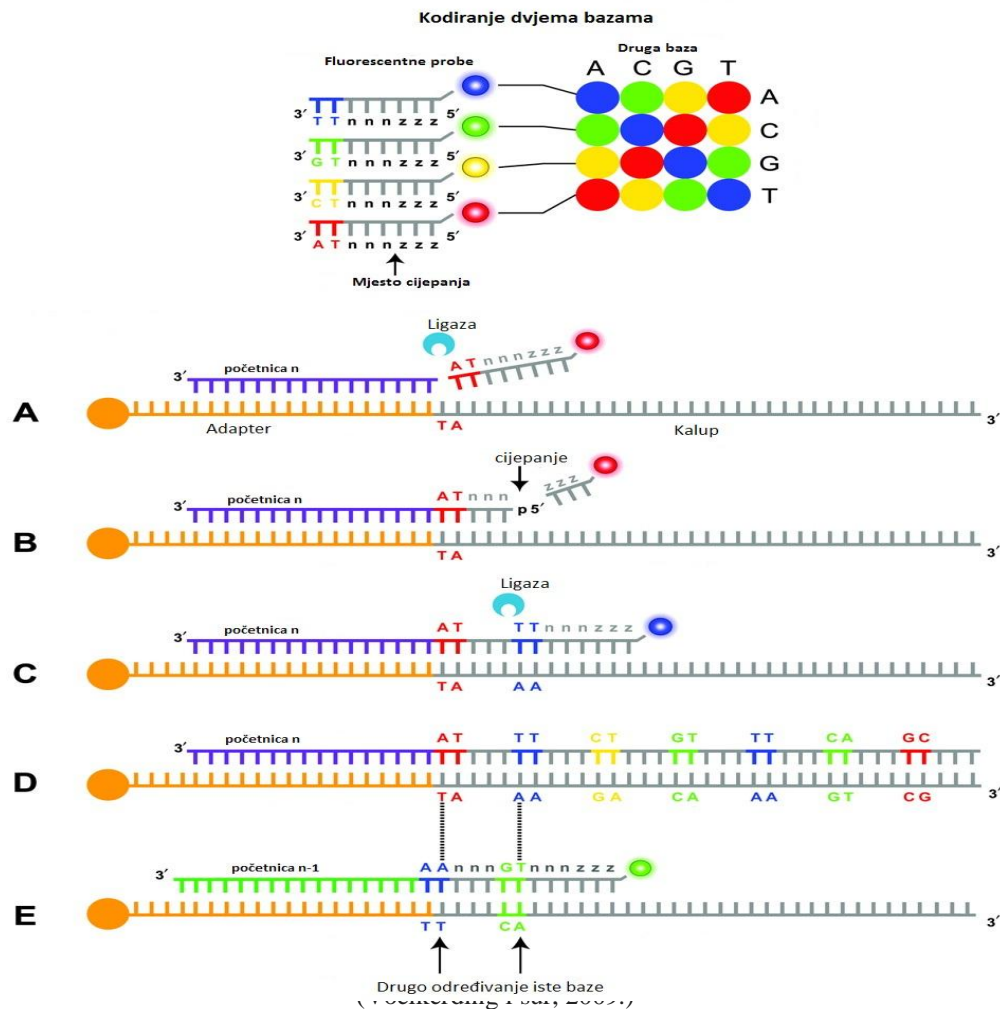 Kodiranje dvjema bazama
Fluorescentne probe
Druga baza
A C G T
A
C
G
T
3′ T T n n n z z z 5′
3′ G T n n n z z z 5′
3′ C T n n n z z z 5′
3′ A T n n n z z z 5′
Mjesto cijepanja
Ligaza
3′ početnica n A T n n n z z z
A
T A
3′
Adapter
Kalup
cijepanje
3′ početnica n A T n n n p 5′ z z z
B
T A
Ligaza
3′ početnica n A T T T n n n z z z
C
T A A A
3′
3′ početnica n A T T T C T G T T T C A G C
D
T A A A G A C A A A G T C G
3′
3′ početnica n-1 A A n n n G T n n n z z z
E
T T C A
3′
Drugo određivanje iste baze
2009.)